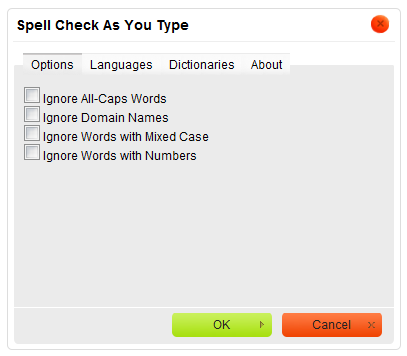 Spell Check As You Type
Options Languages Dictionaries About
Ignore All-Caps Words
Ignore Domain Names
Ignore Words with Mixed Case
Ignore Words with Numbers
OK Cancel